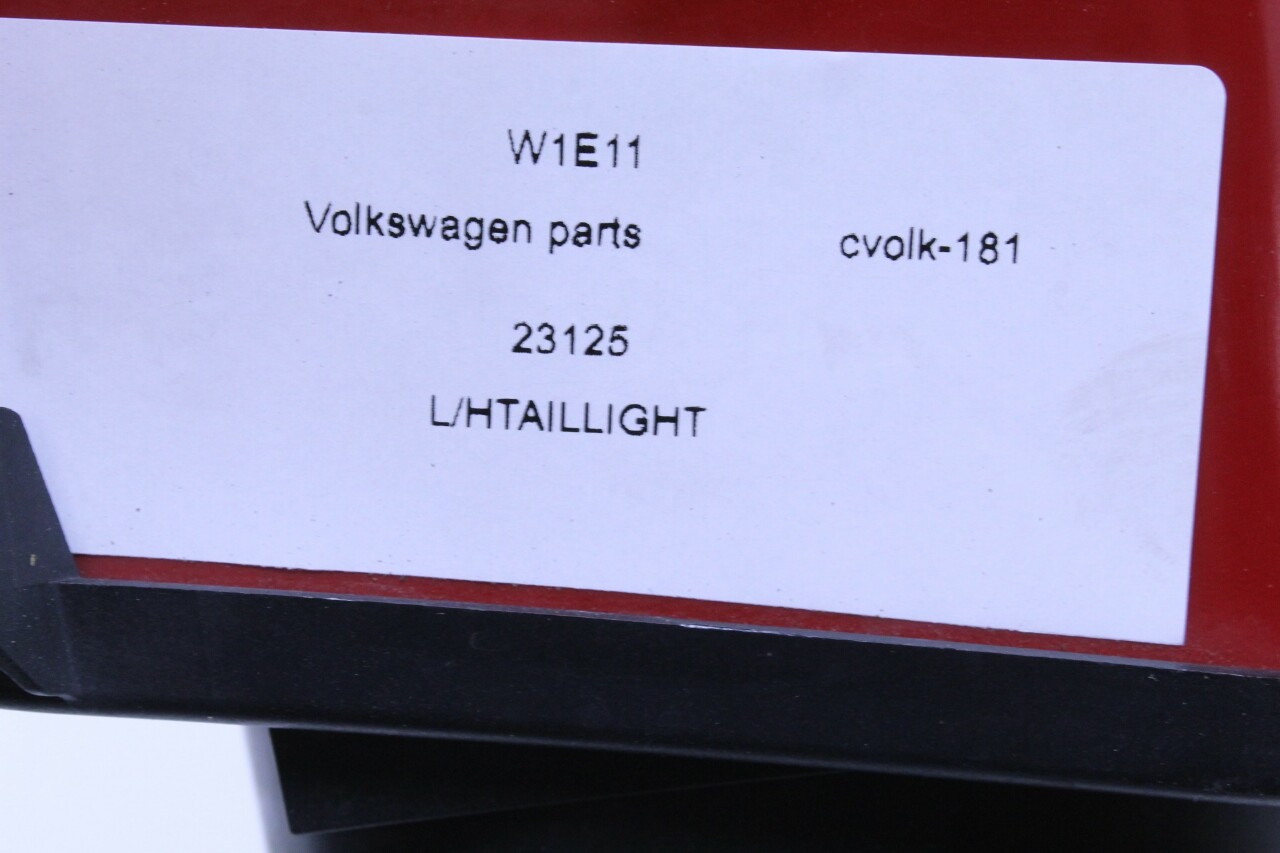 W1E11
Volkswagen parts cvolk-181
23125
L/HTAILLIGHT